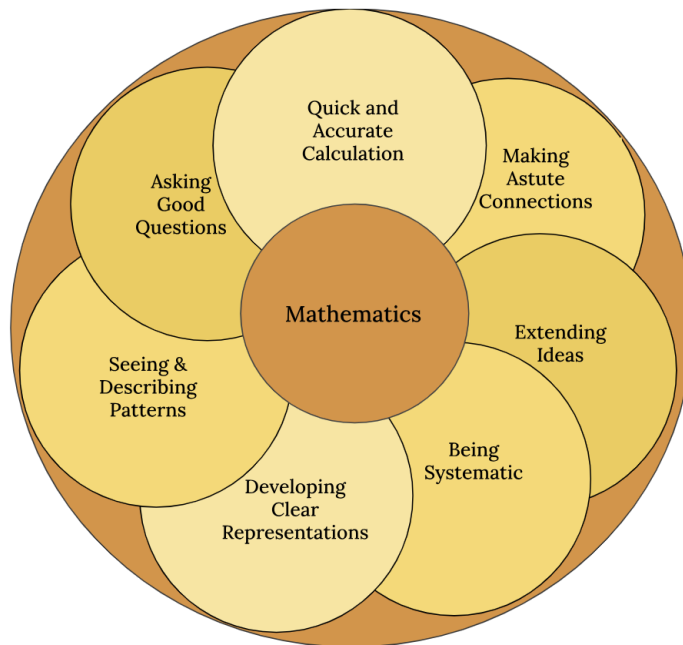 Quick and
Accurate
Calculation
Making
Astute
Connections
Extending
Ideas
Being
Systematic
Developing
Clear
Representations
Seeing &
Describing
Patterns
Asking
Good
Questions
Mathematics